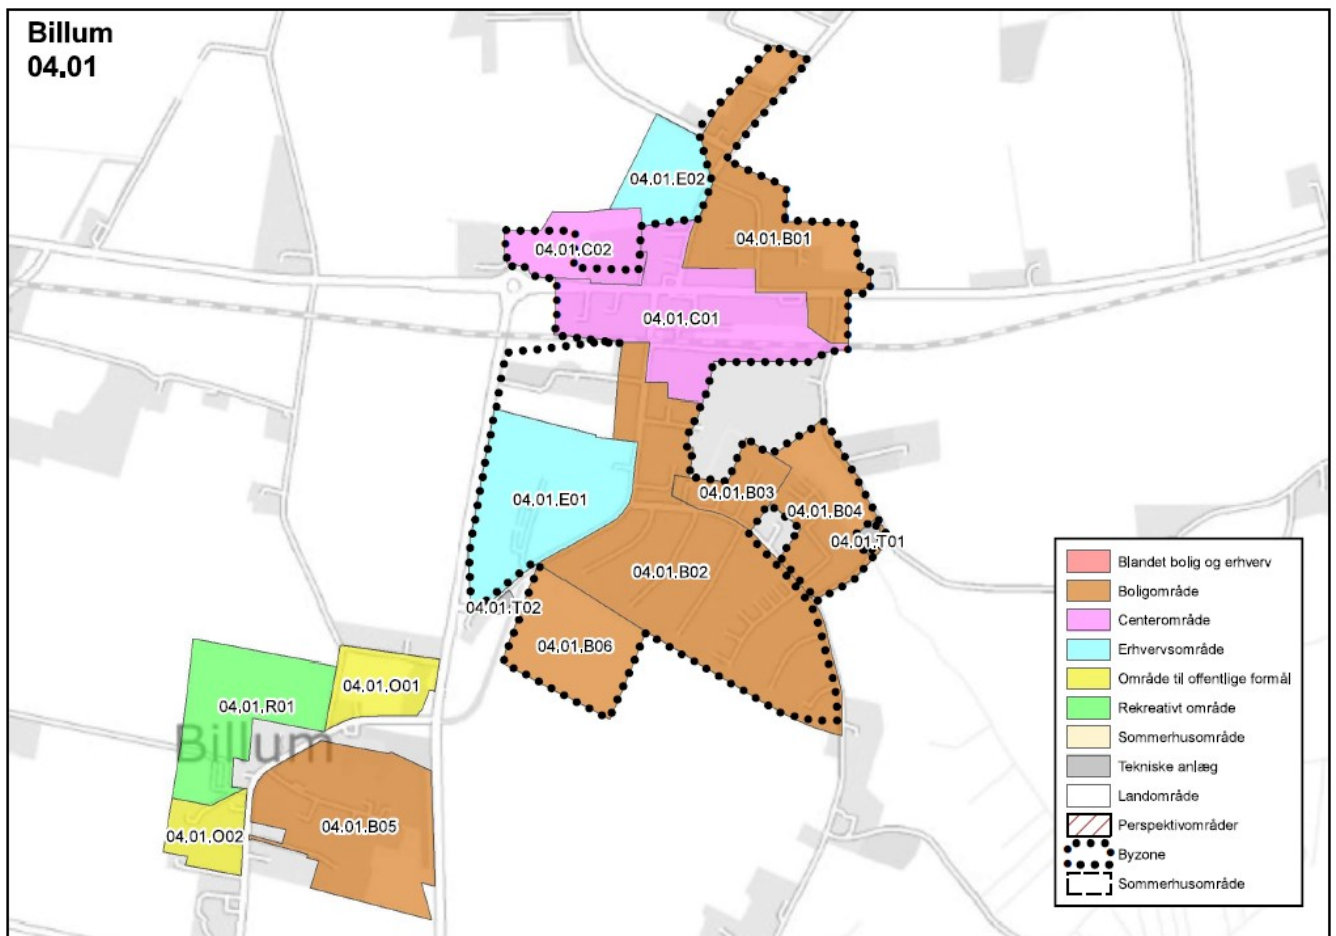 Billum
04.01
04.01.E02
04.01.B01
04.01.C02
04.01.C01
04.01.E01
04.01.B03
04.01.B04
04.01.T01
04.01.B02
04.01.T02
04.01.B06
04.01.O01
04.01.R01
Billum
04.01.B05
04.01.O02
Blandet bolig og erhverv
Boligområde
Centerområde
Erhvervsområde
Område til offentlige formål
Rekreativt område
Sommerhusområde
Tekniske anlæg
Landområde
Perspektivområder
Byzone
Sommerhusområde